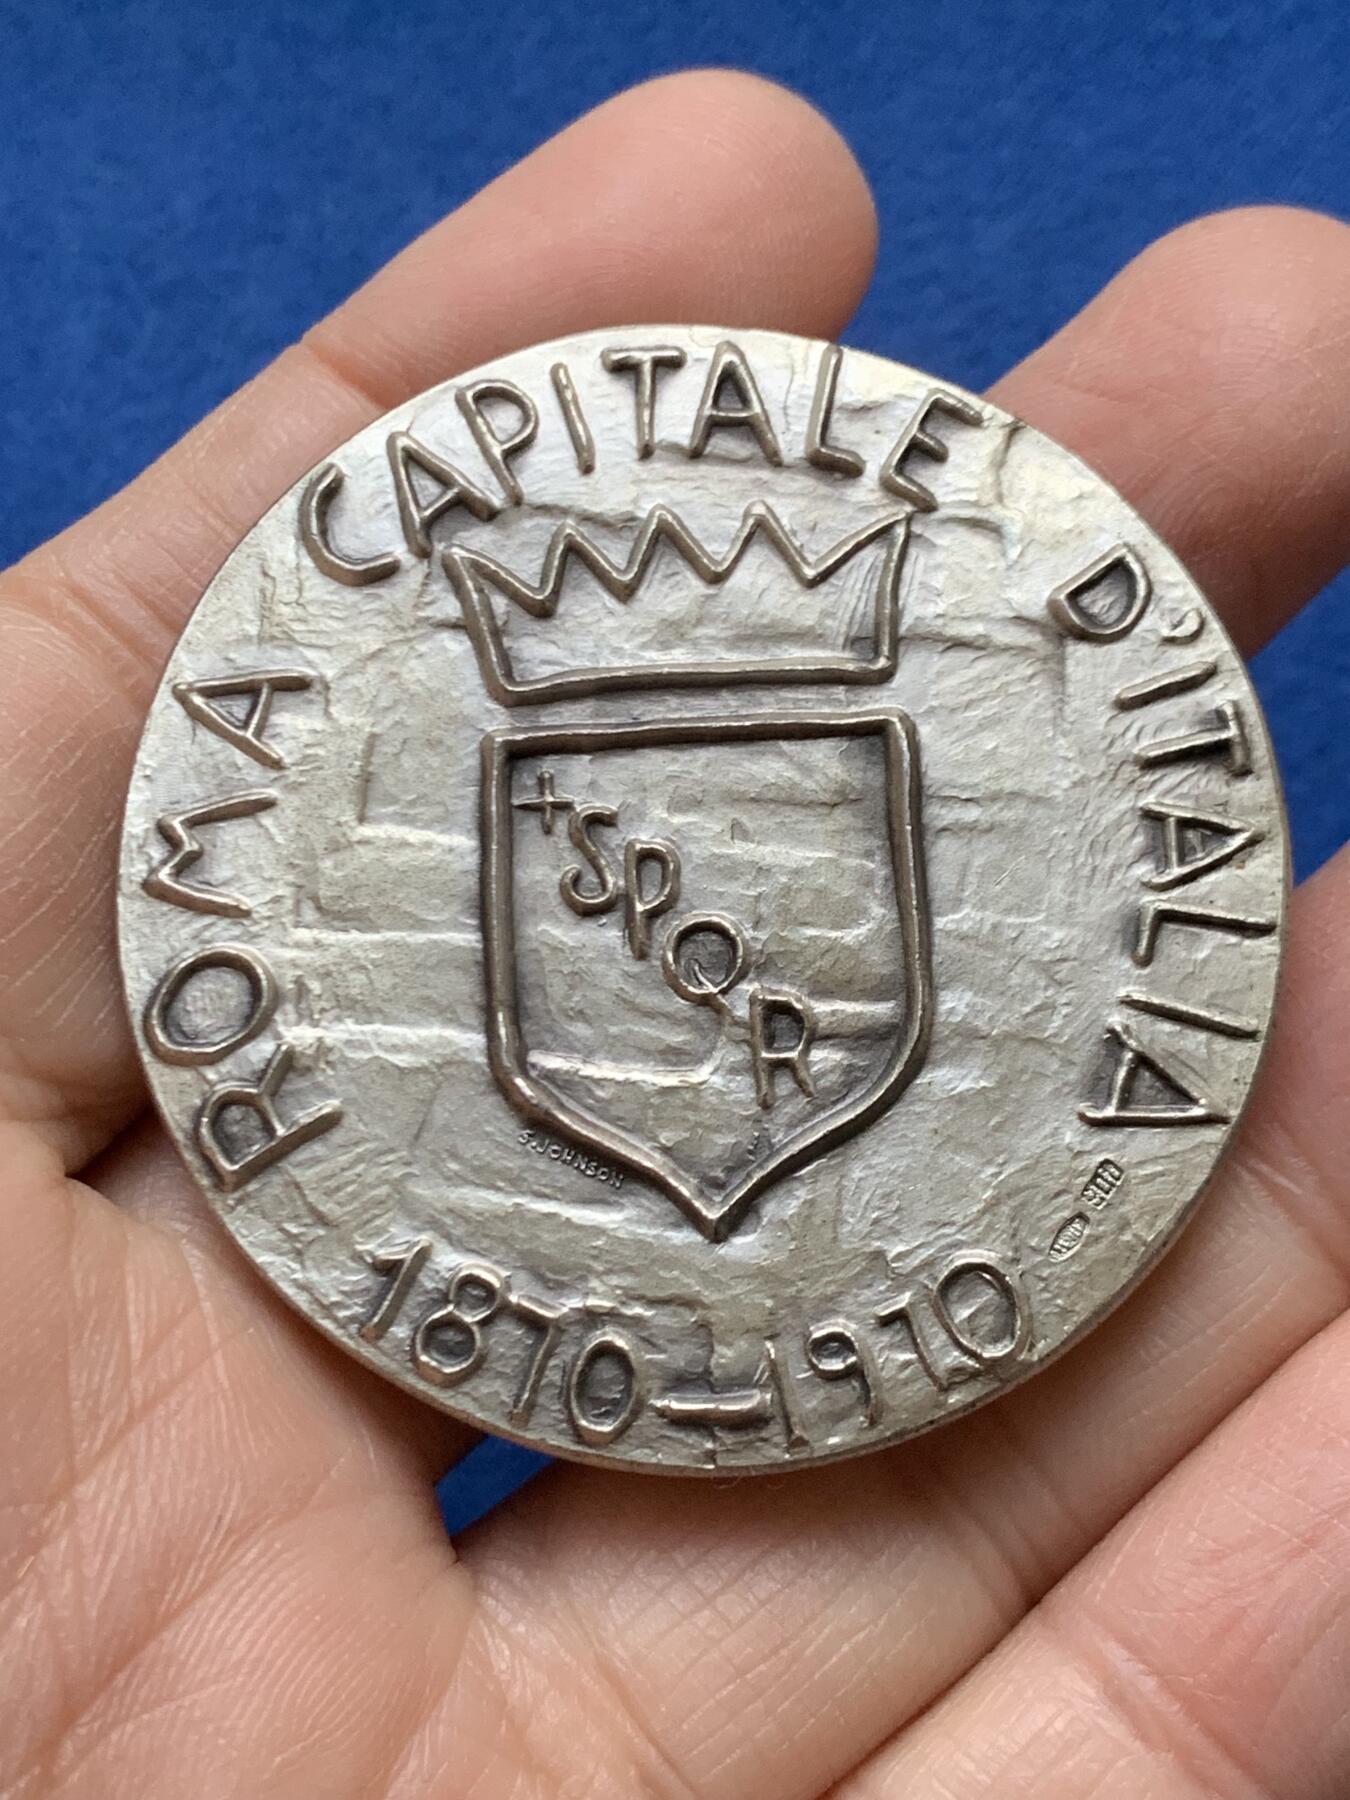 ROMA CAPITALE D'ITALIA
+SPQR
S.JOHNSON
1870-1970